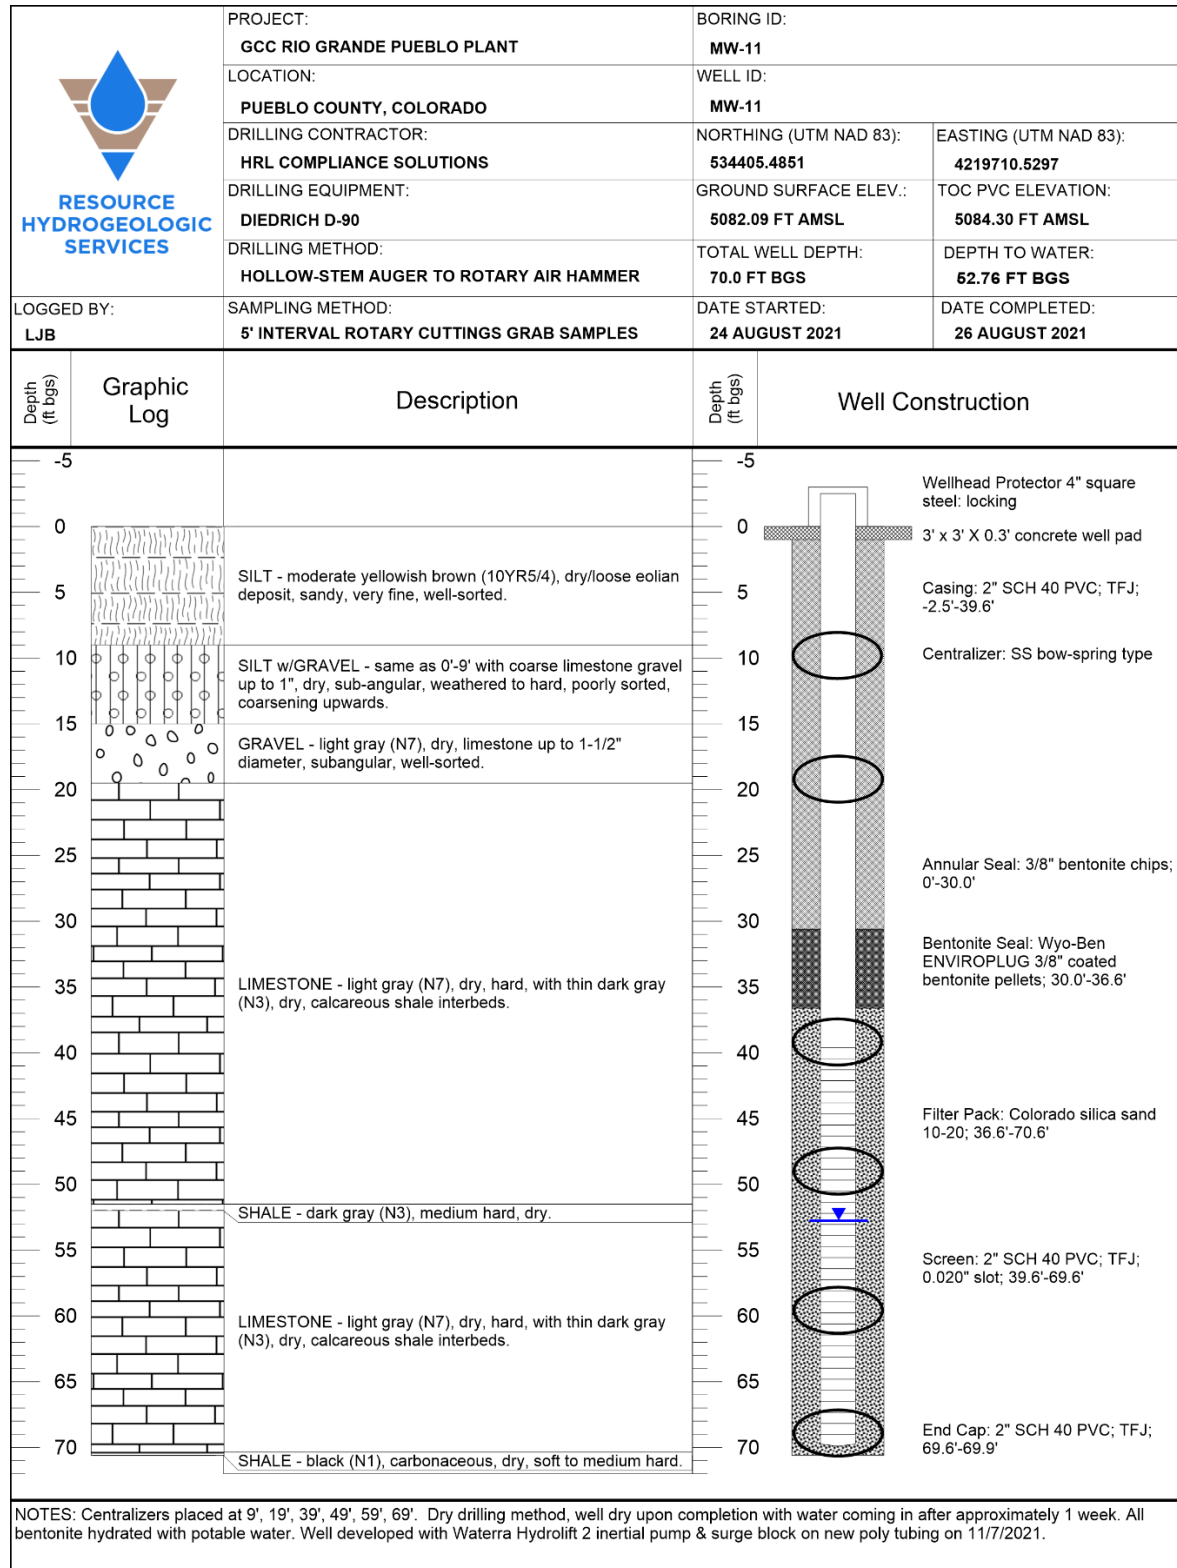 RESOURCE
HYDROGEOLOGIC
SERVICES
PROJECT:
GCC RIO GRANDE PUEBLO PLANT
BORING ID:
MW-11
LOCATION:
PUEBLO COUNTY, COLORADO
WELL ID:
MW-11
DRILLING CONTRACTOR:
HRL COMPLIANCE SOLUTIONS
NORTHING (UTM NAD 83):
534405.4851
EASTING (UTM NAD 83):
4219710.5297
DRILLING EQUIPMENT:
DIEDRICH D-90
GROUND SURFACE ELEV.:
5082.09 FT AMSL
TOC PVC ELEVATION:
5084.30 FT AMSL
DRILLING METHOD:
HOLLOW-STEM AUGER TO ROTARY AIR HAMMER
TOTAL WELL DEPTH:
70.0 FT BGS
DEPTH TO WATER:
52.76 FT BGS
LOGGED BY:
LJB
SAMPLING METHOD:
5' INTERVAL ROTARY CUTTINGS GRAB SAMPLES
DATE STARTED:
24 AUGUST 2021
DATE COMPLETED:
26 AUGUST 2021
Depth
(ft bgs)
Graphic
Log
Description
Depth
(ft bgs)
Well Construction
-5
0
5
10
15
20
25
30
35
40
45
50
55
60
65
70
SILT - moderate yellowish brown (10YR5/4), dry/loose eolian
deposit, sandy, very fine, well-sorted.
SILT w/GRAVEL - same as 0'-9' with coarse limestone gravel
up to 1", dry, sub-angular, weathered to hard, poorly sorted,
coarsening upwards.
GRAVEL - light gray (N7), dry, limestone up to 1-1/2"
diameter, subangular, well-sorted.
LIMESTONE - light gray (N7), dry, hard, with thin dark gray
(N3), dry, calcareous shale interbeds.
SHALE - dark gray (N3), medium hard, dry.
LIMESTONE - light gray (N7), dry, hard, with thin dark gray
(N3), dry, calcareous shale interbeds.
SHALE - black (N1), carbonaceous, dry, soft to medium hard.
-5
0
5
10
15
20
25
30
35
40
45
50
55
60
65
70
Wellhead Protector 4" square
steel: locking
3' x 3' X 0.3' concrete well pad
Casing: 2" SCH 40 PVC; TFJ;
-2.5'-39.6'
Centralizer: SS bow-spring type
Annular Seal: 3/8" bentonite chips;
0'-30.0'
Bentonite Seal: Wyo-Ben
ENVIROPLUG 3/8" coated
bentonite pellets; 30.0'-36.6'
Filter Pack: Colorado silica sand
10-20; 36.6'-70.6'
Screen: 2" SCH 40 PVC; TFJ;
0.020" slot; 39.6'-69.6'
End Cap: 2" SCH 40 PVC; TFJ;
69.6'-69.9'
NOTES: Centralizers placed at 9', 19', 39', 49', 59', 69'. Dry drilling method, well dry upon completion with water coming in after approximately 1 week. All
bentonite hydrated with potable water. Well developed with Waterra Hydrolift 2 inertial pump & surge block on new poly tubing on 11/7/2021.